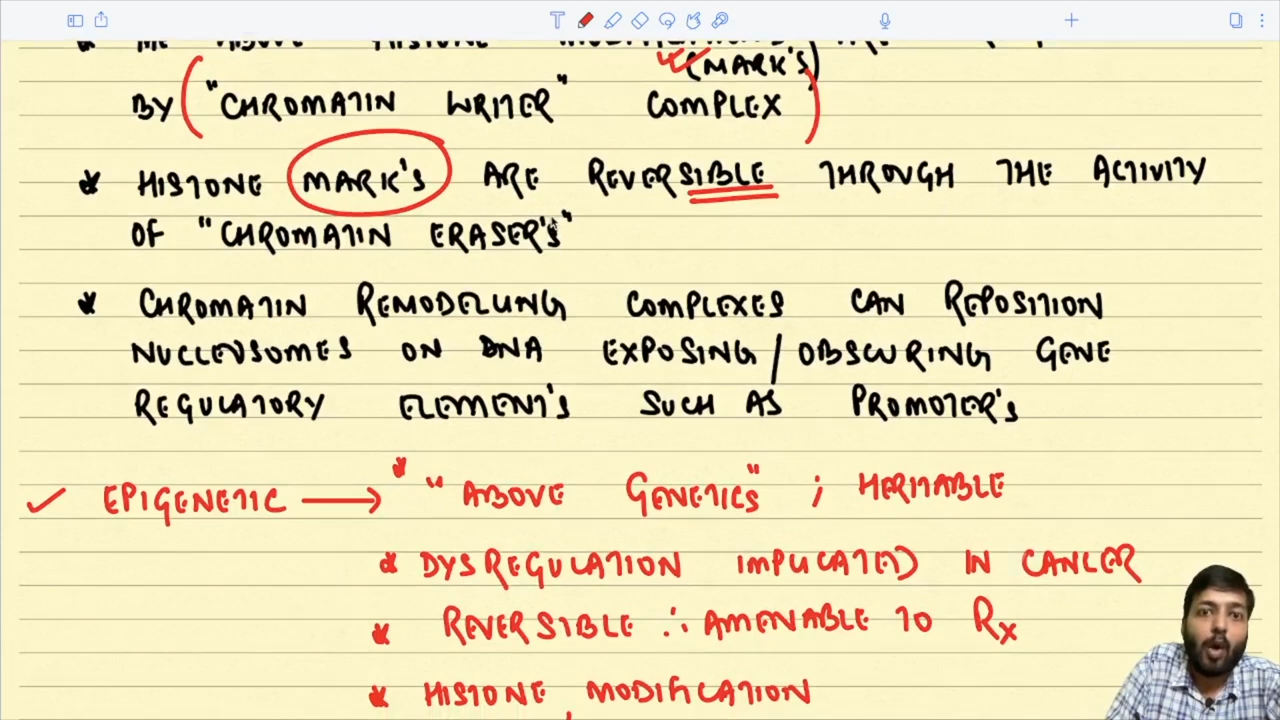 (MARK'S)
BY ("CHROMATIN WRITER" COMPLEX)
* HISTONE MARK'S ARE REVERSIBLE THROUGH THE ACTIVITY
OF "CHROMATIN ERASER'S"
* CHROMATIN REMODELLING COMPLEXES CAN REPOSITION
NUCLEOSOMES ON DNA EXPOSING / OBSCURING GENE
REGULATORY ELEMENT'S SUCH AS PROMOTER'S
✓ EPIGENETIC → * "ABOVE GENETICS" ; HERITABLE
* DYSREGULATION IMPLICATED IN CANCER
* REVERSIBLE ∴ AMENABLE TO Rx
* HISTONE, MODIFICATION